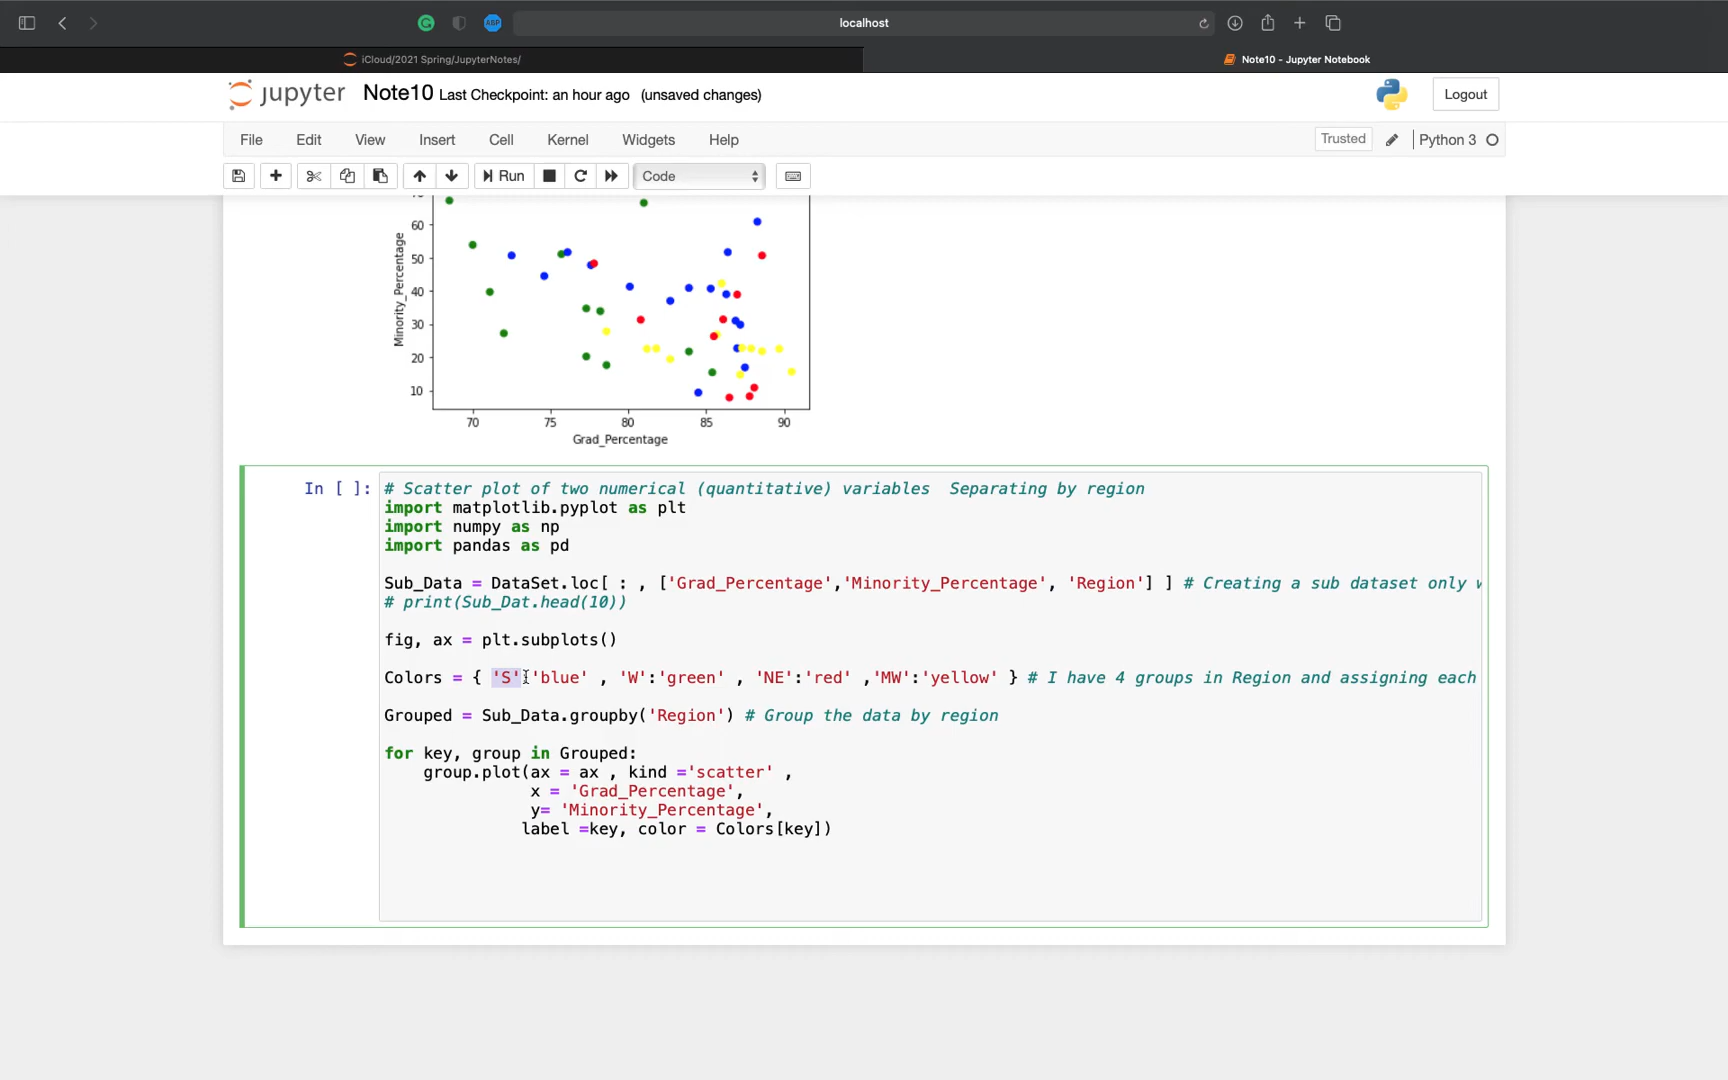 localhost
iCloud/2021 Spring/JupyterNotes/
Note10 - Jupyter Notebook
jupyter Note10 Last Checkpoint: an hour ago (unsaved changes)
Logout
File Edit View Insert Cell Kernel Widgets Help
Trusted
Python 3
Run
Code
60
50
40
30
20
10
Minority_Percentage
70 75 80 85 90
Grad_Percentage
In [ ]:
# Scatter plot of two numerical (quantitative) variables  Separating by region
import matplotlib.pyplot as plt
import numpy as np
import pandas as pd
Sub_Data = DataSet.loc[ : , ['Grad_Percentage','Minority_Percentage', 'Region'] ] # Creating a sub dataset only
# print(Sub_Dat.head(10))
fig, ax = plt.subplots()
Colors = { 'S':'blue' , 'W':'green' , 'NE':'red' ,'MW':'yellow' } # I have 4 groups in Region and assigning each
Grouped = Sub_Data.groupby('Region') # Group the data by region
for key, group in Grouped:
group.plot(ax = ax , kind ='scatter' ,
x = 'Grad_Percentage',
y= 'Minority_Percentage',
label =key, color = Colors[key])